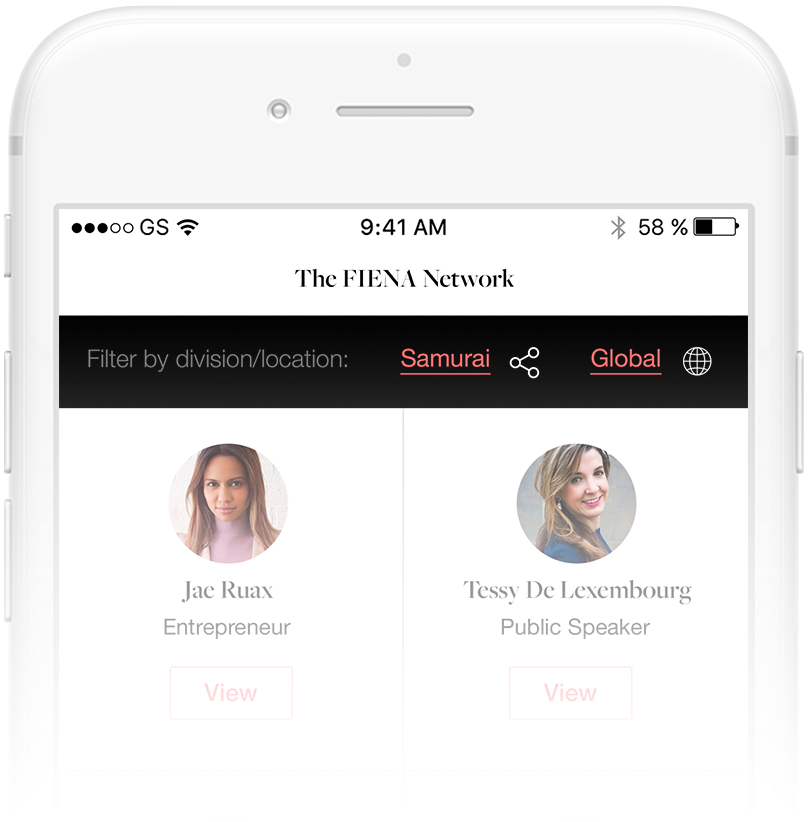 GS 9:41 AM 58 %
The FIENA Network
Filter by division/location: Samurai Global
Jae Ruax Tessy De Lexembourg
Entrepreneur Public Speaker
View View